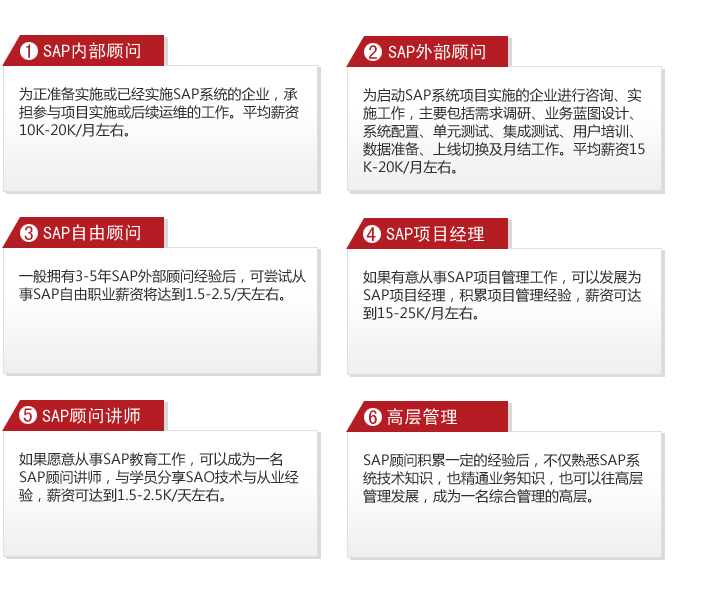 ① SAP内部顾问
为正准备实施或已经实施SAP系统的企业，承
担参与项目实施或后续运维的工作。平均薪资
10K-20K/月左右。
② SAP外部顾问
为启动SAP系统项目实施的企业进行咨询、实
施工作，主要包括需求调研、业务蓝图设计、
系统配置、单元测试、集成测试、用户培训、
数据准备、上线切换及月结工作。平均薪资15
K-20K/月左右。
③ SAP自由顾问
一般拥有3-5年SAP外部顾问经验后，可尝试从
事SAP自由职业薪资将达到1.5-2.5/天左右。
④ SAP项目经理
如果有意从事SAP项目管理工作，可以发展为
SAP项目经理，积累项目管理经验，薪资可达
到15-25K/月左右。
⑤ SAP顾问讲师
如果愿意从事SAP教育工作，可以成为一名
SAP顾问讲师，与学员分享SAO技术与从业经
验，薪资可达到1.5-2.5K/天左右。
⑥ 高层管理
SAP顾问积累一定的经验后，不仅熟悉SAP系
统技术知识，也精通业务知识，也可以往高层
管理发展，成为一名综合管理的高层。